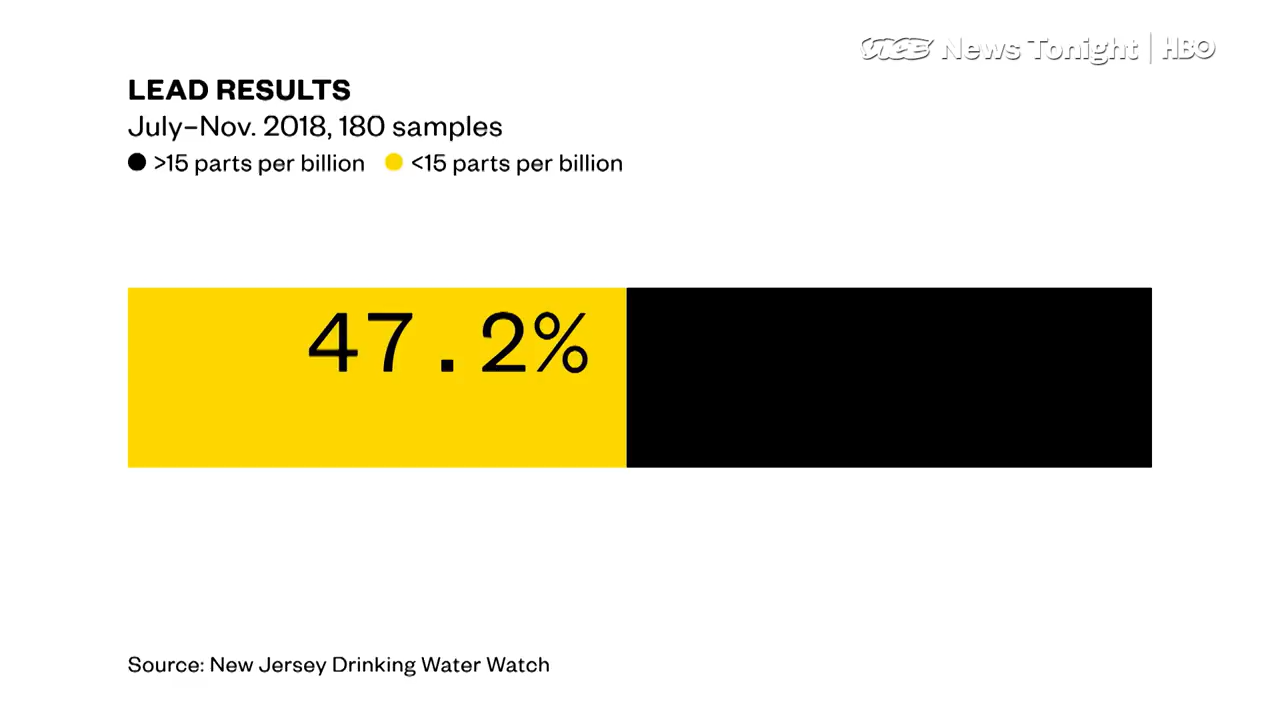 VICE News Tonight | HBO
LEAD RESULTS
July–Nov. 2018, 180 samples
>15 parts per billion <15 parts per billion
47.2%
Source: New Jersey Drinking Water Watch